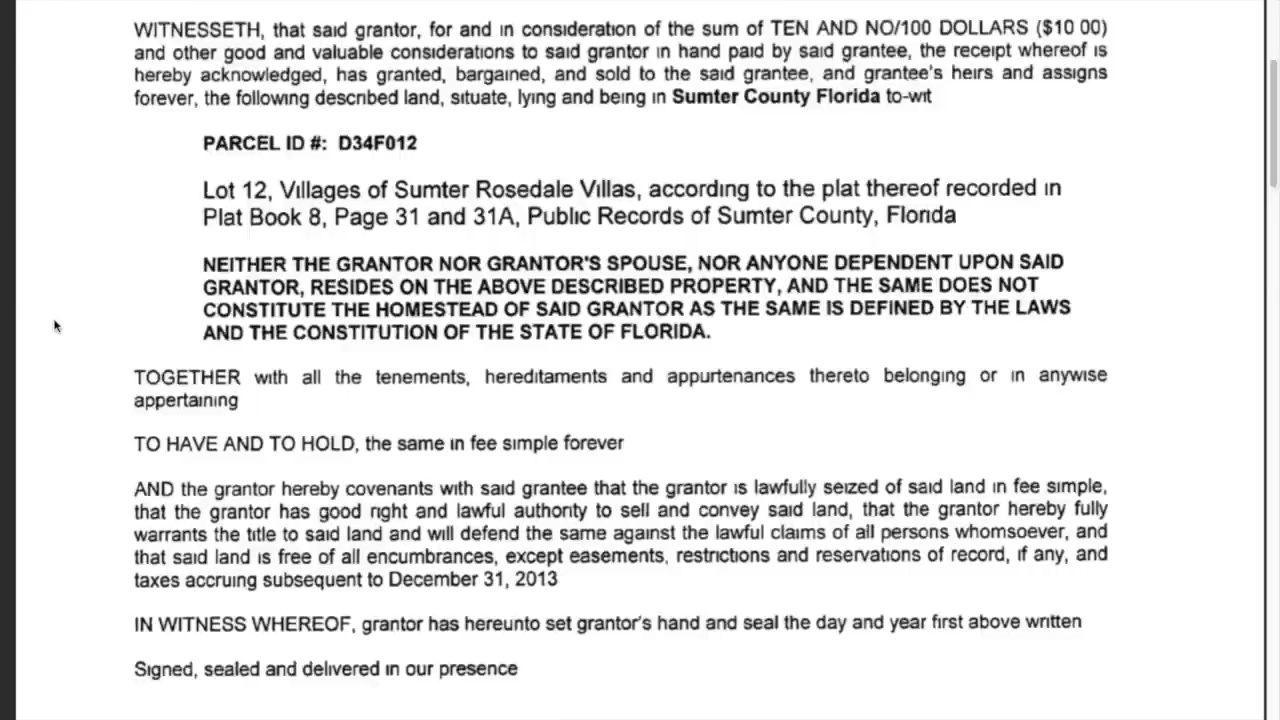 WITNESSETH, that said grantor, for and in consideration of the sum of TEN AND NO/100 DOLLARS ($10 00)
and other good and valuable considerations to said grantor in hand paid by said grantee, the receipt whereof is
hereby acknowledged, has granted, bargained, and sold to the said grantee, and grantee's heirs and assigns
forever, the following described land, situate, lying and being in Sumter County Florida to-wit
PARCEL ID #: D34F012
Lot 12, Villages of Sumter Rosedale Villas, according to the plat thereof recorded in
Plat Book 8, Page 31 and 31A, Public Records of Sumter County, Florida
NEITHER THE GRANTOR NOR GRANTOR'S SPOUSE, NOR ANYONE DEPENDENT UPON SAID
GRANTOR, RESIDES ON THE ABOVE DESCRIBED PROPERTY, AND THE SAME DOES NOT
CONSTITUTE THE HOMESTEAD OF SAID GRANTOR AS THE SAME IS DEFINED BY THE LAWS
AND THE CONSTITUTION OF THE STATE OF FLORIDA.
TOGETHER with all the tenements, hereditaments and appurtenances thereto belonging or in anywise
appertaining
TO HAVE AND TO HOLD, the same in fee simple forever
AND the grantor hereby covenants with said grantee that the grantor is lawfully seized of said land in fee simple,
that the grantor has good right and lawful authority to sell and convey said land, that the grantor hereby fully
warrants the title to said land and will defend the same against the lawful claims of all persons whomsoever, and
that said land is free of all encumbrances, except easements, restrictions and reservations of record, if any, and
taxes accruing subsequent to December 31, 2013
IN WITNESS WHEREOF, grantor has hereunto set grantor's hand and seal the day and year first above written
Signed, sealed and delivered in our presence